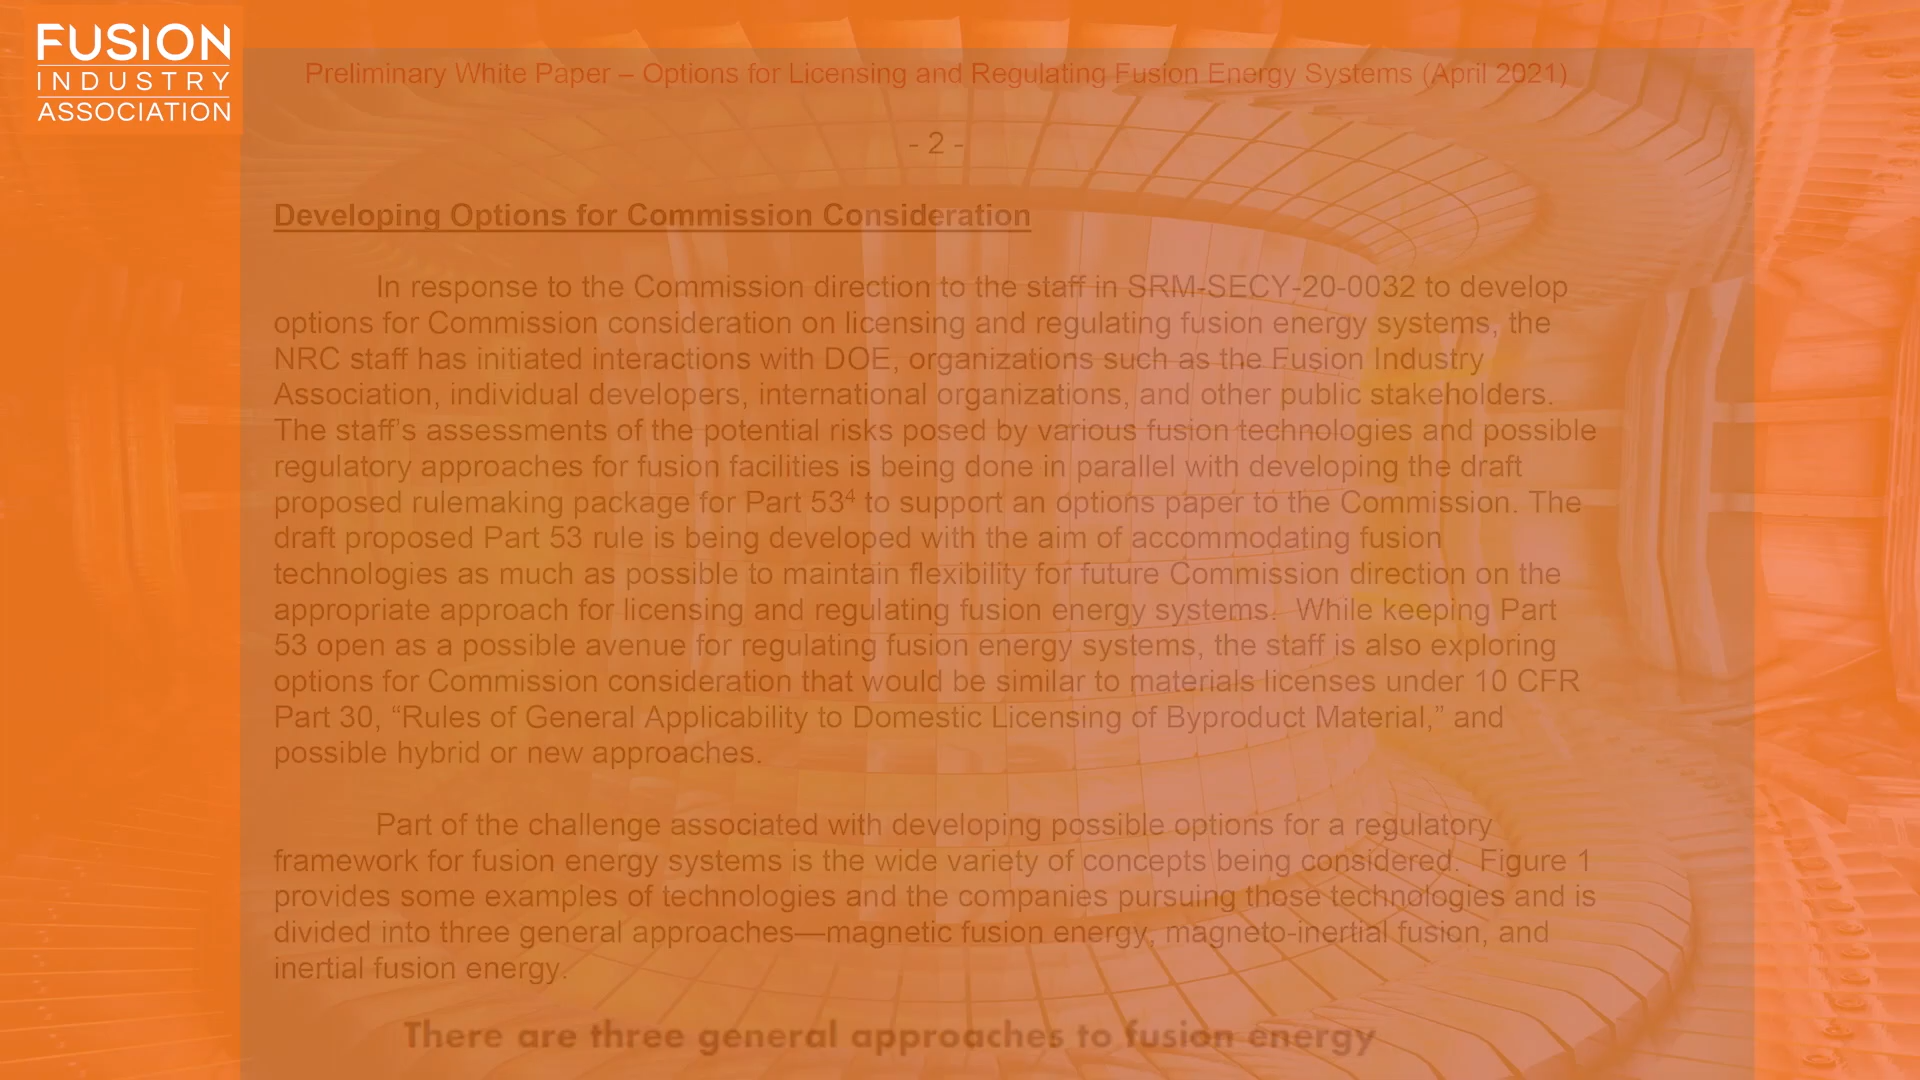 FUSION
INDUSTRY
ASSOCIATION
Preliminary White Paper – Options for Licensing and Regulating Fusion Energy Systems (April 2021)
- 2 -
Developing Options for Commission Consideration
In response to the Commission direction to the staff in SRM-SECY-20-0032 to develop
options for Commission consideration on licensing and regulating fusion energy systems, the
NRC staff has initiated interactions with DOE, organizations such as the Fusion Industry
Association, individual developers, international organizations, and other public stakeholders.
The staff’s assessments of the potential risks posed by various fusion technologies and possible
regulatory approaches for fusion facilities is being done in parallel with developing the draft
proposed rulemaking package for Part 53⁴ to support an options paper to the Commission. The
draft proposed Part 53 rule is being developed with the aim of accommodating fusion
technologies as much as possible to maintain flexibility for future Commission direction on the
appropriate approach for licensing and regulating fusion energy systems. While keeping Part
53 open as a possible avenue for regulating fusion energy systems, the staff is also exploring
options for Commission consideration that would be similar to materials licenses under 10 CFR
Part 30, “Rules of General Applicability to Domestic Licensing of Byproduct Material,” and
possible hybrid or new approaches.
Part of the challenge associated with developing possible options for a regulatory
framework for fusion energy systems is the wide variety of concepts being considered. Figure 1
provides some examples of technologies and the companies pursuing those technologies and is
divided into three general approaches—magnetic fusion energy, magneto-inertial fusion, and
inertial fusion energy.
There are three general approaches to fusion energy